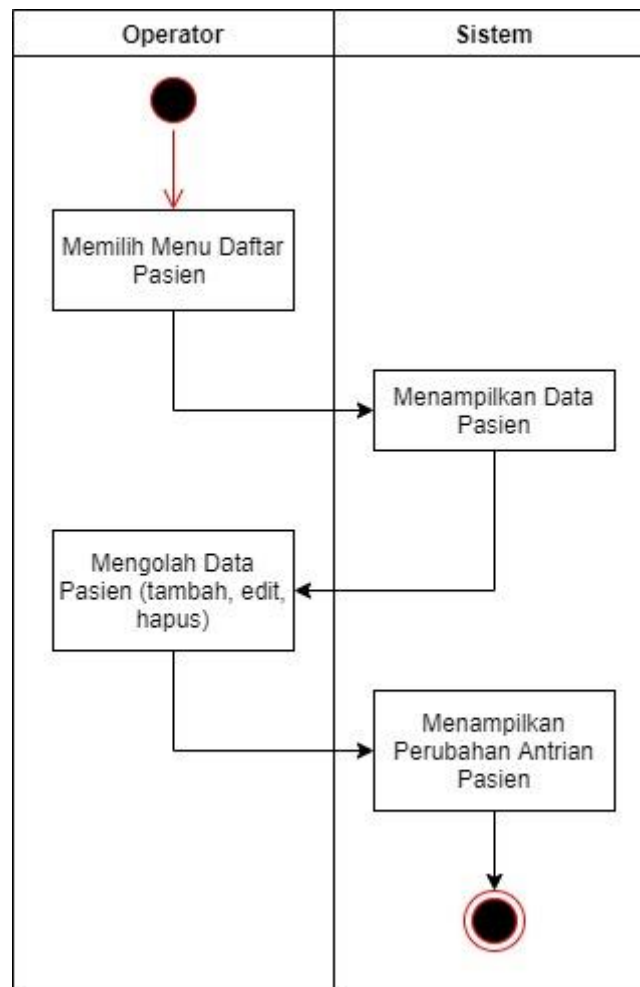 Operator
Sistem
Memilih Menu Daftar
Pasien
Menampilkan Data
Pasien
Mengolah Data
Pasien (tambah, edit,
hapus)
Menampilkan
Perubahan Antrian
Pasien